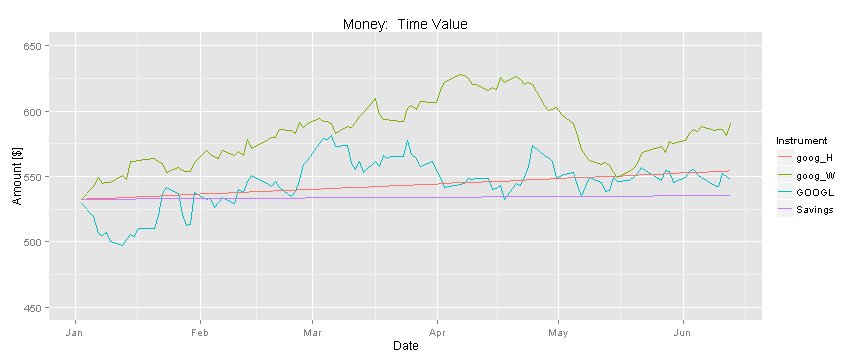 Money: Time Value
650
600
550
500
450
Amount [$]
Jan Feb Mar Apr May Jun
Date
Instrument
goog_H
goog_W
GOOGL
Savings